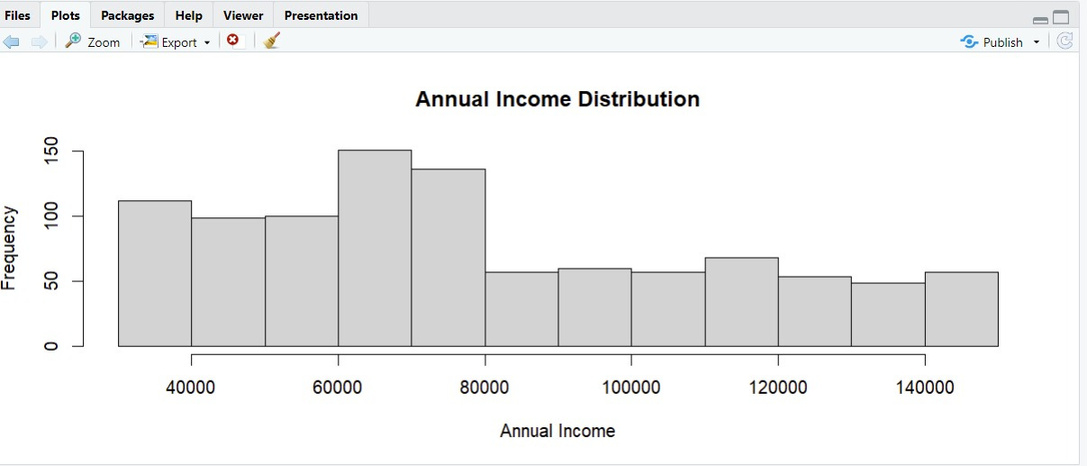 Files Plots Packages Help Viewer Presentation
Zoom Export Publish
Annual Income Distribution
Frequency
150
100
50
0
40000 60000 80000 100000 120000 140000
Annual Income